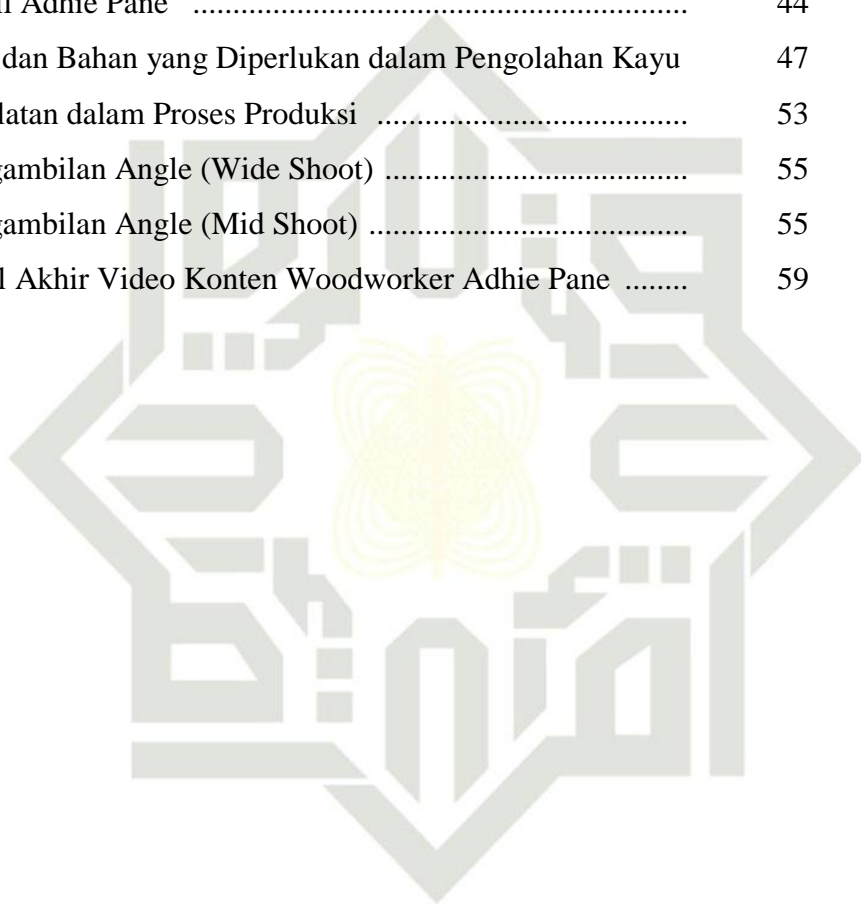 il Adhie Pane ..................................................... 44
dan Bahan yang Diperlukan dalam Pengolahan Kayu 47
latan dalam Proses Produksi ................................. 53
gambilan Angle (Wide Shoot) ................................ 55
gambilan Angle (Mid Shoot) .................................. 55
l Akhir Video Konten Woodworker Adhie Pane ........ 59